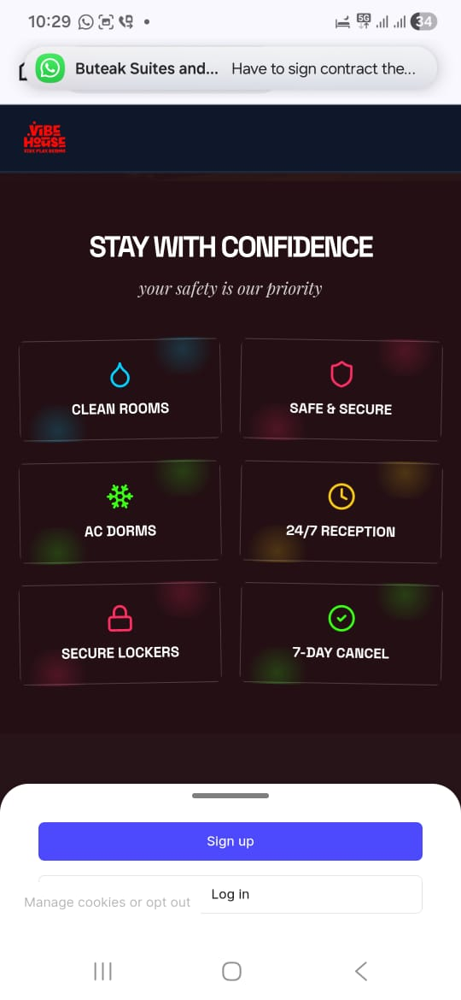 10:29
5G
34
Buteak Suites and... Have to sign contract the...
VIBE
HOUSE
STAY WITH CONFIDENCE
your safety is our priority
CLEAN ROOMS
SAFE & SECURE
AC DORMS
24/7 RECEPTION
SECURE LOCKERS
7-DAY CANCEL
Sign up
Log in
Manage cookies or opt out